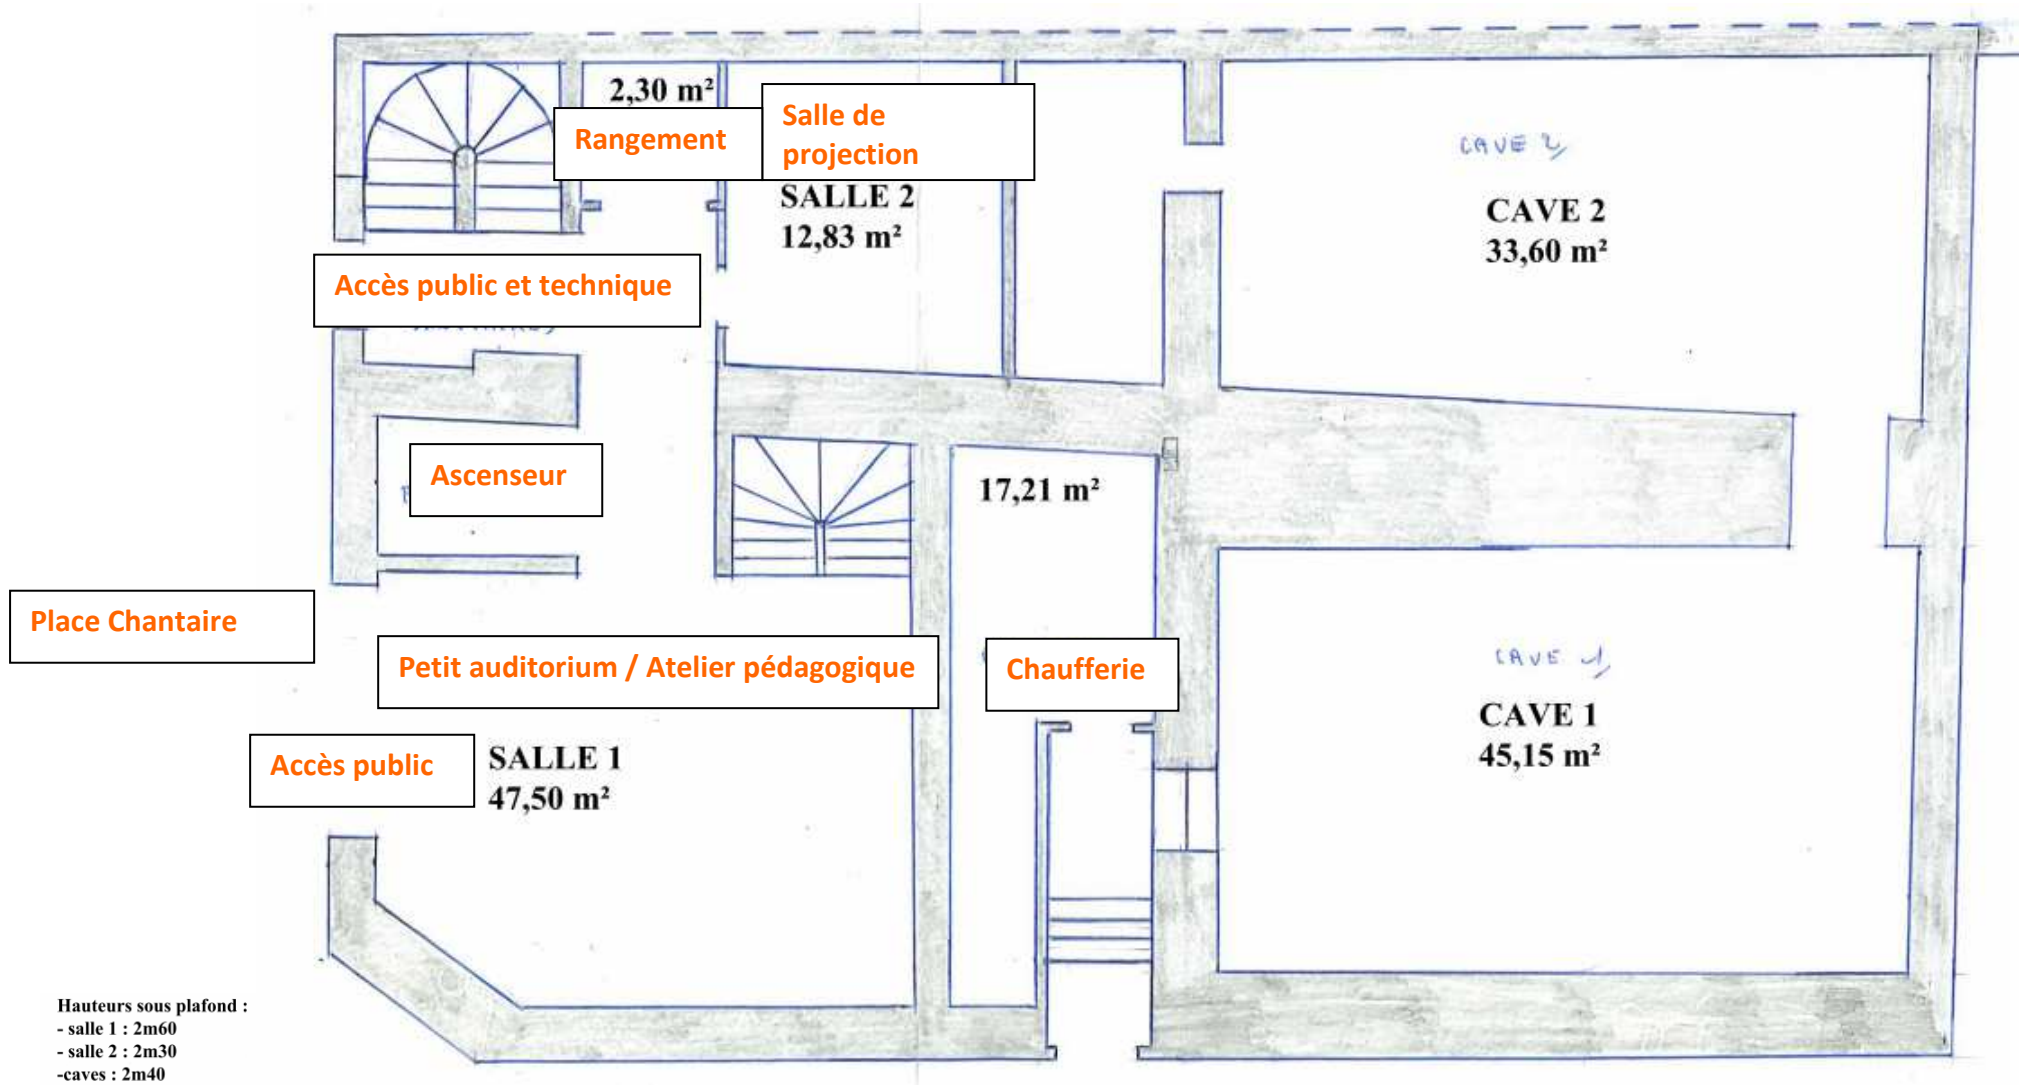 2,30 m²
Rangement
Salle de
projection
SALLE 2
12,83 m²
CAVE 2
CAVE 2
33,60 m²
Accès public et technique
Ascenseur
17,21 m²
Place Chantaire
Petit auditorium / Atelier pédagogique
Chaufferie
CAVE 1
CAVE 1
45,15 m²
Accès public
SALLE 1
47,50 m²
Hauteurs sous plafond :
- salle 1 : 2m60
- salle 2 : 2m30
-caves : 2m40